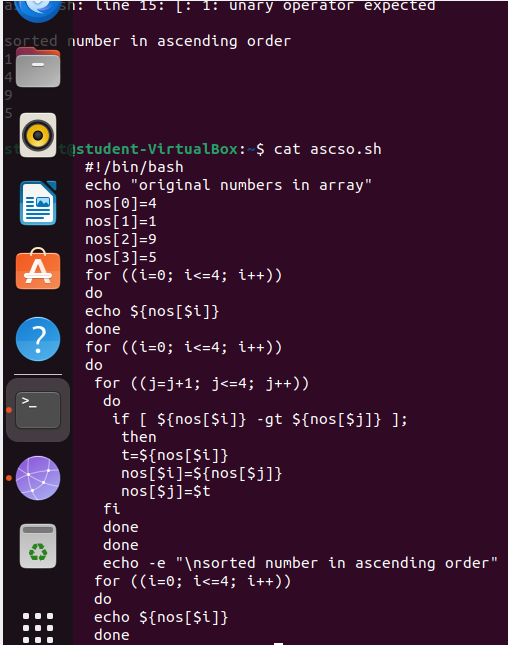 sh: line 15: [: 1: unary operator expected
sorted number in ascending order
1
4
9
5
student@student-VirtualBox:~$ cat ascso.sh
#!/bin/bash
echo "original numbers in array"
nos[0]=4
nos[1]=1
nos[2]=9
nos[3]=5
for ((i=0; i<=4; i++))
do
echo ${nos[$i]}
done
for ((i=0; i<=4; i++))
do
for ((j=j+1; j<=4; j++))
do
if [ ${nos[$i]} -gt ${nos[$j]} ];
then
t=${nos[$i]}
nos[$i]=${nos[$j]}
nos[$j]=$t
fi
done
done
echo -e "\nsorted number in ascending order"
for ((i=0; i<=4; i++))
do
echo ${nos[$i]}
done